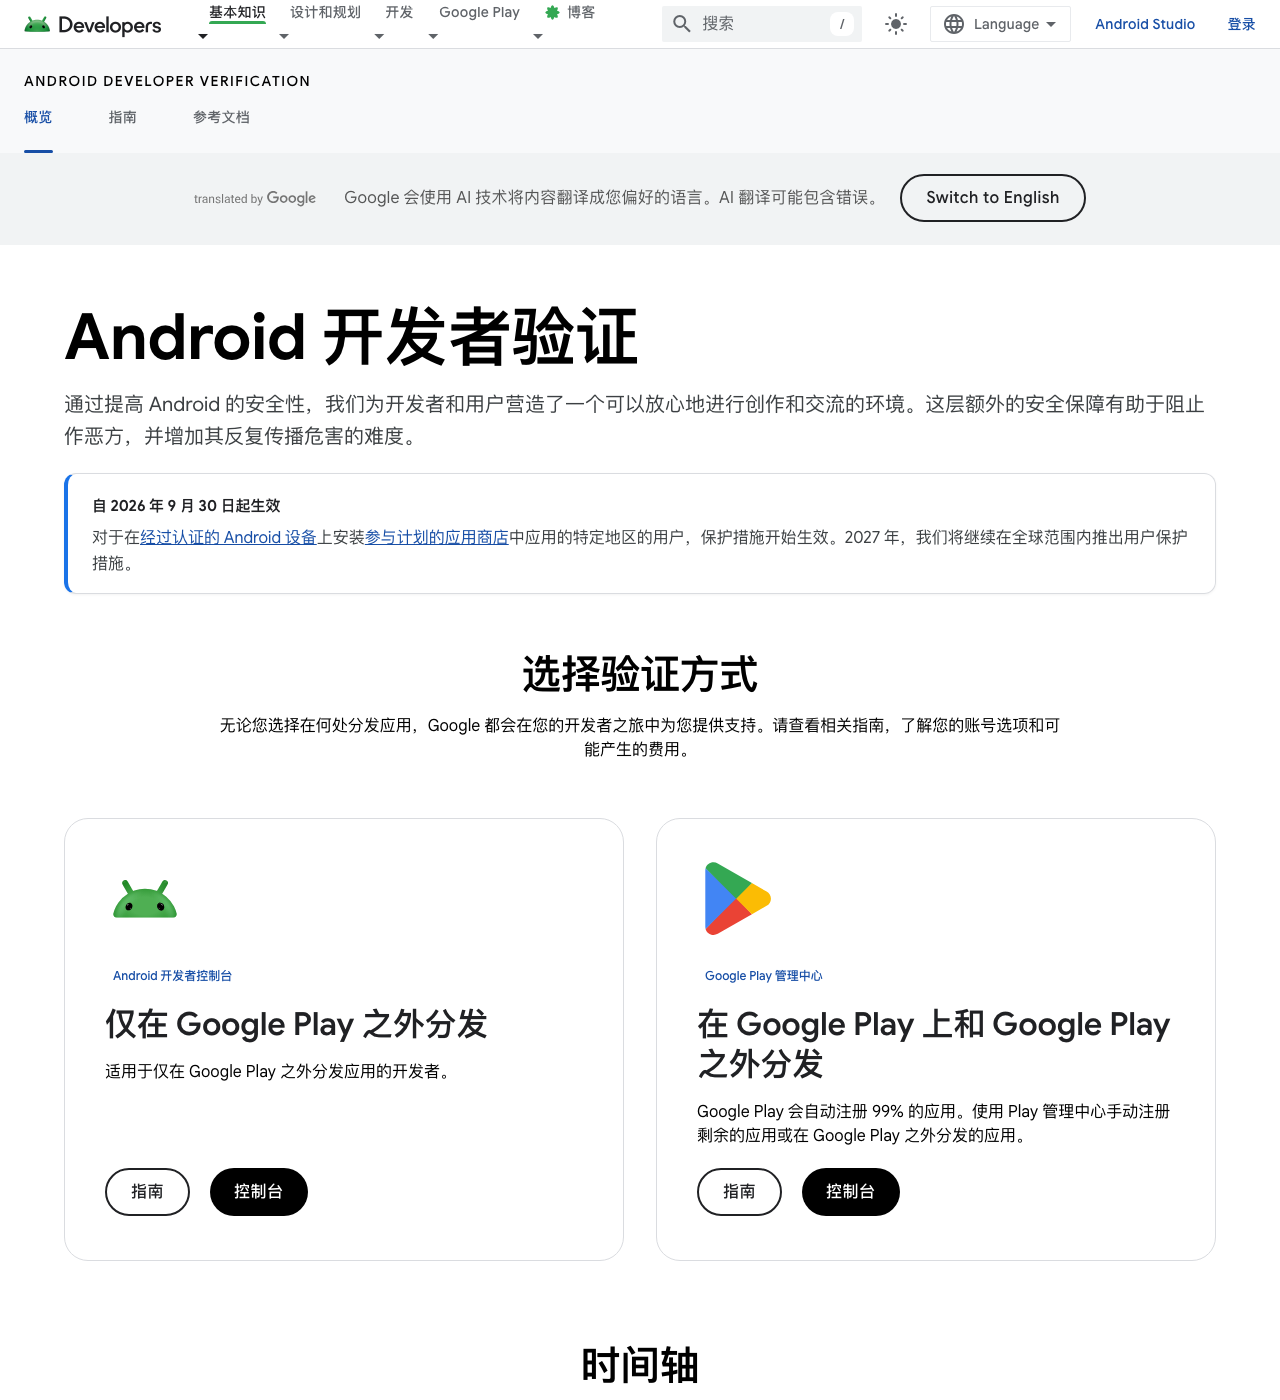 Developers
基本知识
设计和规划
开发
Google Play
博客
搜索
/
Language
Android Studio
登录
ANDROID DEVELOPER VERIFICATION
概览
指南
参考文档
translated by Google
Google 会使用 AI 技术将内容翻译成您偏好的语言。AI 翻译可能包含错误。
Switch to English
Android 开发者验证
通过提高 Android 的安全性，我们为开发者和用户营造了一个可以放心地进行创作和交流的环境。这层额外的安全保障有助于阻止
作恶方，并增加其反复传播危害的难度。
自 2026 年 9 月 30 日起生效
对于在经过认证的 Android 设备上安装参与计划的应用商店中应用的特定地区的用户，保护措施开始生效。2027 年，我们将继续在全球范围内推出用户保护
措施。
选择验证方式
无论您选择在何处分发应用，Google 都会在您的开发者之旅中为您提供支持。请查看相关指南，了解您的账号选项和可
能产生的费用。
Android 开发者控制台
仅在 Google Play 之外分发
适用于仅在 Google Play 之外分发应用的开发者。
指南
控制台
Google Play 管理中心
在 Google Play 上和 Google Play
之外分发
Google Play 会自动注册 99% 的应用。使用 Play 管理中心手动注册
剩余的应用或在 Google Play 之外分发的应用。
指南
控制台
时间轴